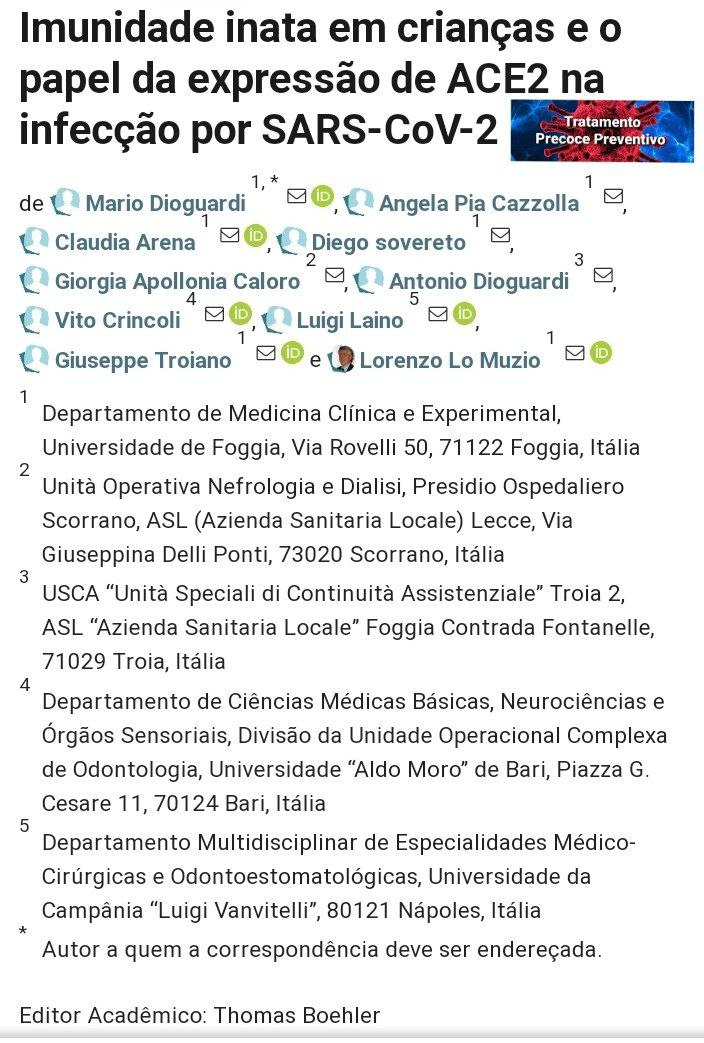 Imunidade inata em crianças e o
papel da expressão de ACE2 na
infecção por SARS-CoV-2
Tratamento
Precoce Preventivo
de Mario Dioguardi 1, * iD, Angela Pia Cazzolla 1,
Claudia Arena 1 iD, Diego sovereto 1,
Giorgia Apollonia Caloro 2, Antonio Dioguardi 3,
Vito Crincoli 4 iD, Luigi Laino 5 iD,
Giuseppe Troiano 1 iD e Lorenzo Lo Muzio 1 iD
1 Departamento de Medicina Clínica e Experimental,
Universidade de Foggia, Via Rovelli 50, 71122 Foggia, Itália
2 Unità Operativa Nefrologia e Dialisi, Presidio Ospedaliero
Scorrano, ASL (Azienda Sanitaria Locale) Lecce, Via
Giuseppina Delli Ponti, 73020 Scorrano, Itália
3 USCA “Unità Speciali di Continuità Assistenziale” Troia 2,
ASL “Azienda Sanitaria Locale” Foggia Contrada Fontanelle,
71029 Troia, Itália
4 Departamento de Ciências Médicas Básicas, Neurociências e
Órgãos Sensoriais, Divisão da Unidade Operacional Complexa
de Odontologia, Universidade “Aldo Moro” de Bari, Piazza G.
Cesare 11, 70124 Bari, Itália
5 Departamento Multidisciplinar de Especialidades Médico-
Cirúrgicas e Odontoestomatológicas, Universidade da
Campânia “Luigi Vanvitelli”, 80121 Nápoles, Itália
* Autor a quem a correspondência deve ser endereçada.
Editor Acadêmico: Thomas Boehler